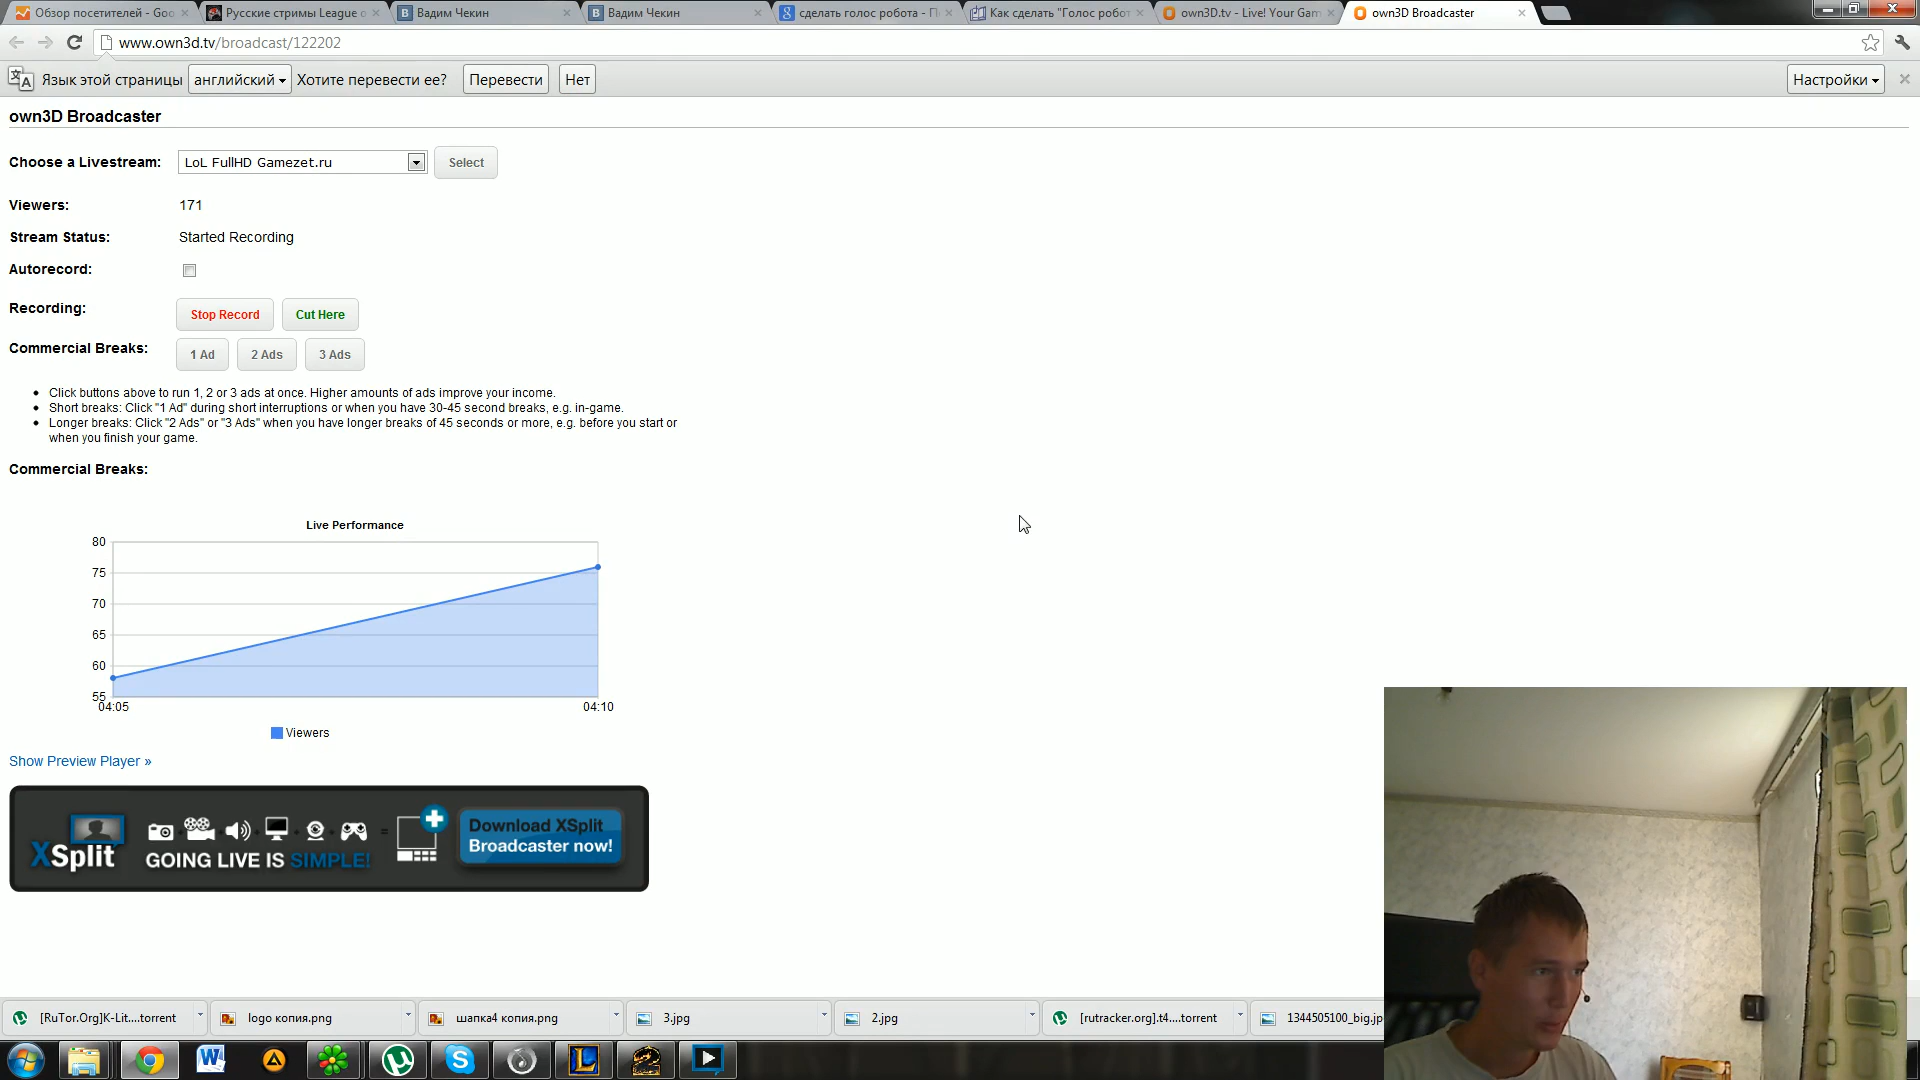 Обзор посетителей - Goo
Русские стримы League o
Вадим Чекин
Вадим Чекин
сделать голос робота - П
Как сделать "Голос робот
own3D.tv - Live! Your Gam
own3D Broadcaster
www.own3d.tv/broadcast/122202
Язык этой страницы английский Хотите перевести ее? Перевести Нет Настройки
own3D Broadcaster
Choose a Livestream: LoL FullHD Gamezet.ru Select
Viewers: 171
Stream Status: Started Recording
Autorecord:
Recording: Stop Record Cut Here
Commercial Breaks: 1 Ad 2 Ads 3 Ads
Click buttons above to run 1, 2 or 3 ads at once. Higher amounts of ads improve your income.
Short breaks: Click "1 Ad" during short interruptions or when you have 30-45 second breaks, e.g. in-game.
Longer breaks: Click "2 Ads" or "3 Ads" when you have longer breaks of 45 seconds or more, e.g. before you start or
when you finish your game.
Commercial Breaks:
Live Performance
80
75
70
65
60
55
04:05 04:10
Viewers
Show Preview Player »
XSplit
GOING LIVE IS SIMPLE!
Download XSplit
Broadcaster now!
[RuTor.Org]K-Lit....torrent
logo копия.png
шапка4 копия.png
3.jpg
2.jpg
[rutracker.org].t4....torrent
1344505100_big.jp